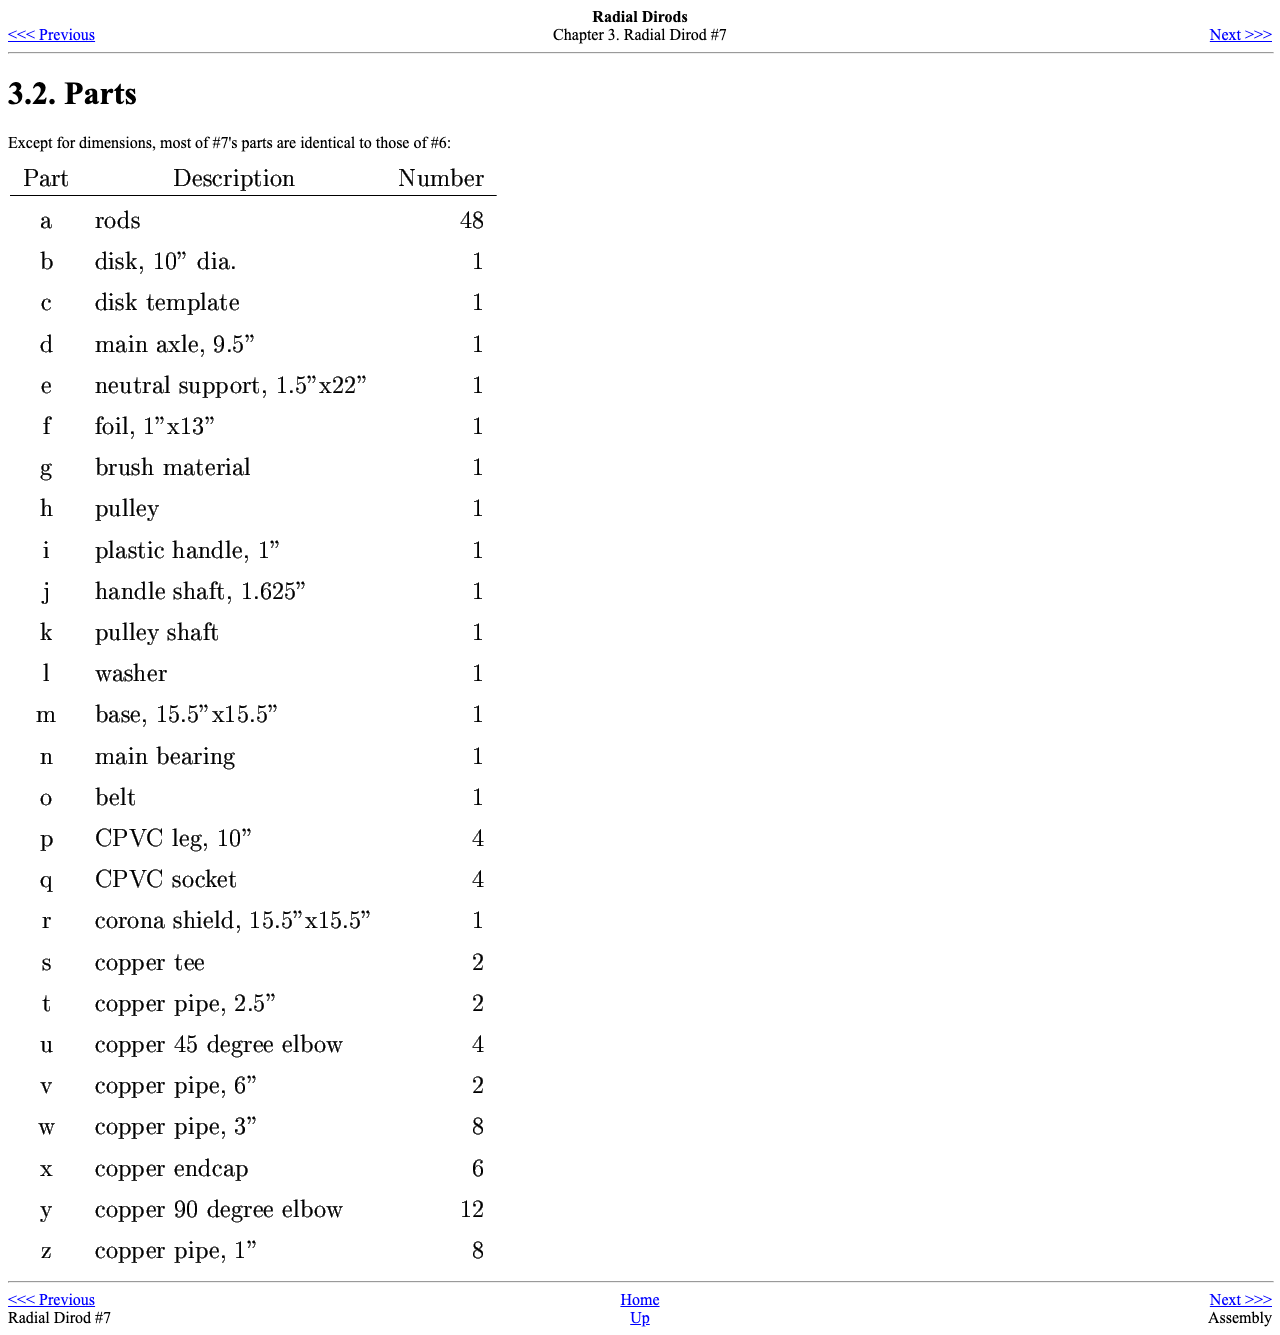 Radial Dirods
<<< Previous Chapter 3. Radial Dirod #7 Next >>>
3.2. Parts
Except for dimensions, most of #7's parts are identical to those of #6:
Part Description Number
a rods 48
b disk, 10” dia. 1
c disk template 1
d main axle, 9.5” 1
e neutral support, 1.5”x22” 1
f foil, 1”x13” 1
g brush material 1
h pulley 1
i plastic handle, 1” 1
j handle shaft, 1.625” 1
k pulley shaft 1
l washer 1
m base, 15.5”x15.5” 1
n main bearing 1
o belt 1
p CPVC leg, 10” 4
q CPVC socket 4
r corona shield, 15.5”x15.5” 1
s copper tee 2
t copper pipe, 2.5” 2
u copper 45 degree elbow 4
v copper pipe, 6” 2
w copper pipe, 3” 8
x copper endcap 6
y copper 90 degree elbow 12
z copper pipe, 1” 8
<<< Previous Home Next >>>
Radial Dirod #7 Up Assembly